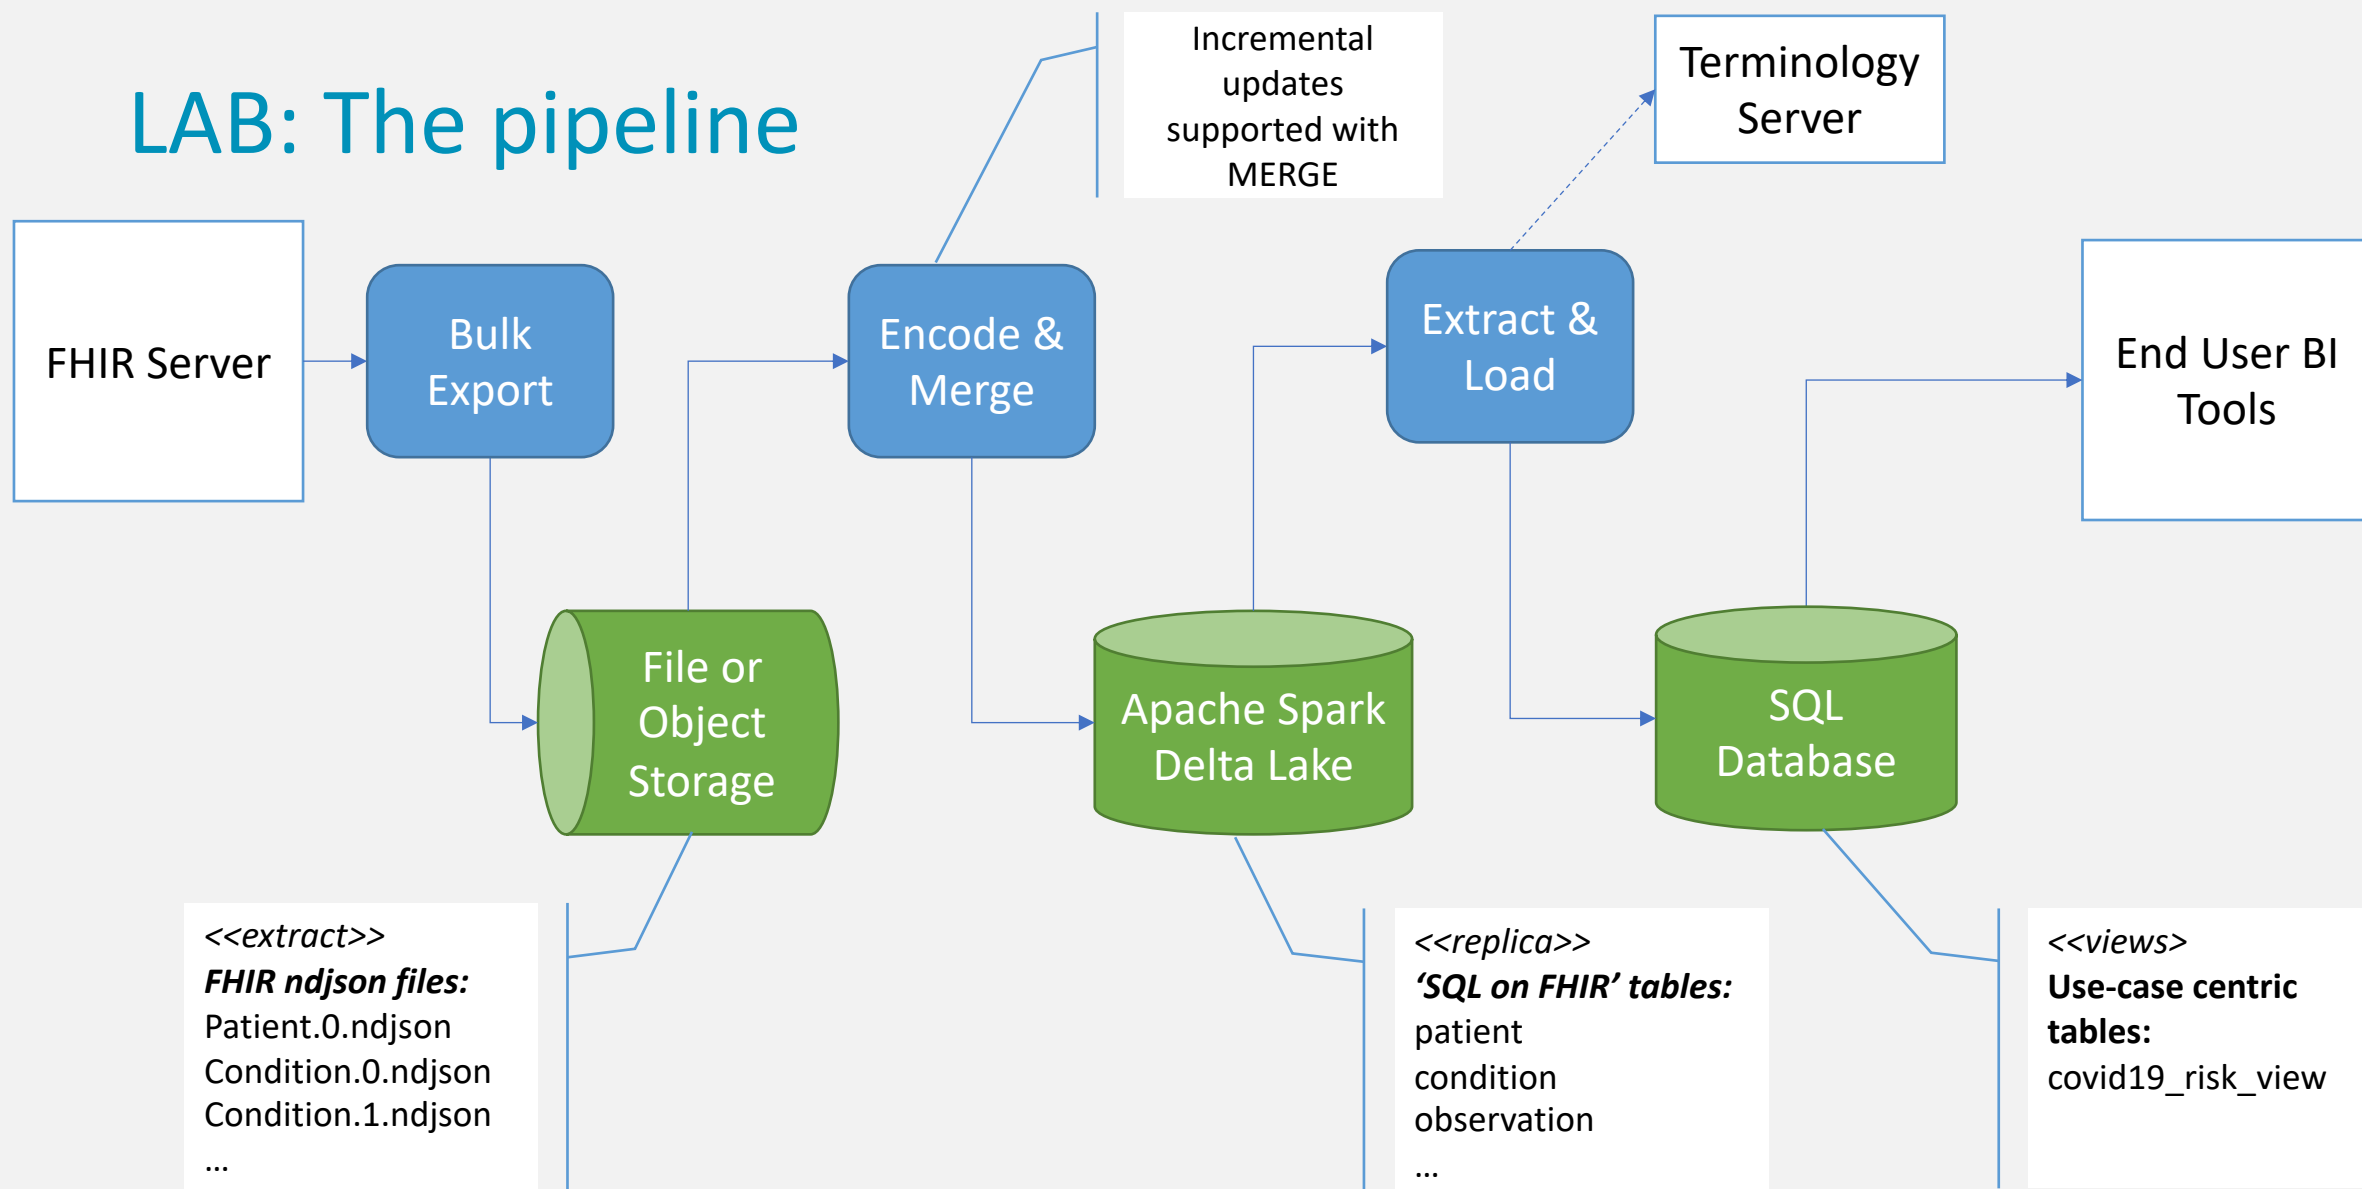 LAB: The pipeline
Incremental
updates
supported with
MERGE
Terminology
Server
FHIR Server
Bulk
Export
Encode &
Merge
Extract &
Load
End User BI
Tools
File or
Object
Storage
Apache Spark
Delta Lake
SQL
Database
<<extract>>
FHIR ndjson files:
Patient.0.ndjson
Condition.0.ndjson
Condition.1.ndjson
…
<<replica>>
‘SQL on FHIR’ tables:
patient
condition
observation
…
<<views>
Use-case centric
tables:
covid19_risk_view